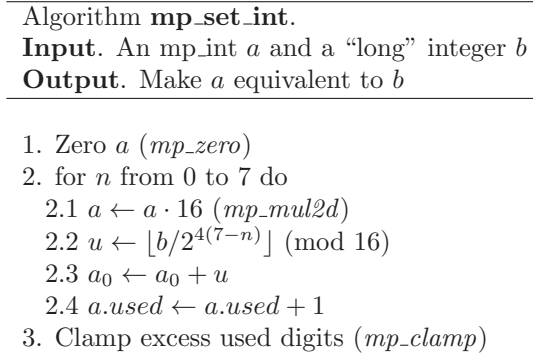 Algorithm mp_set_int.
Input. An mp_int a and a “long” integer b
Output. Make a equivalent to b
1. Zero a (mp_zero)
2. for n from 0 to 7 do
2.1 a ← a · 16 (mp_mul2d)
2.2 u ← ⌊b/2^{4(7−n)}⌋ (mod 16)
2.3 a₀ ← a₀ + u
2.4 a.used ← a.used + 1
3. Clamp excess used digits (mp_clamp)